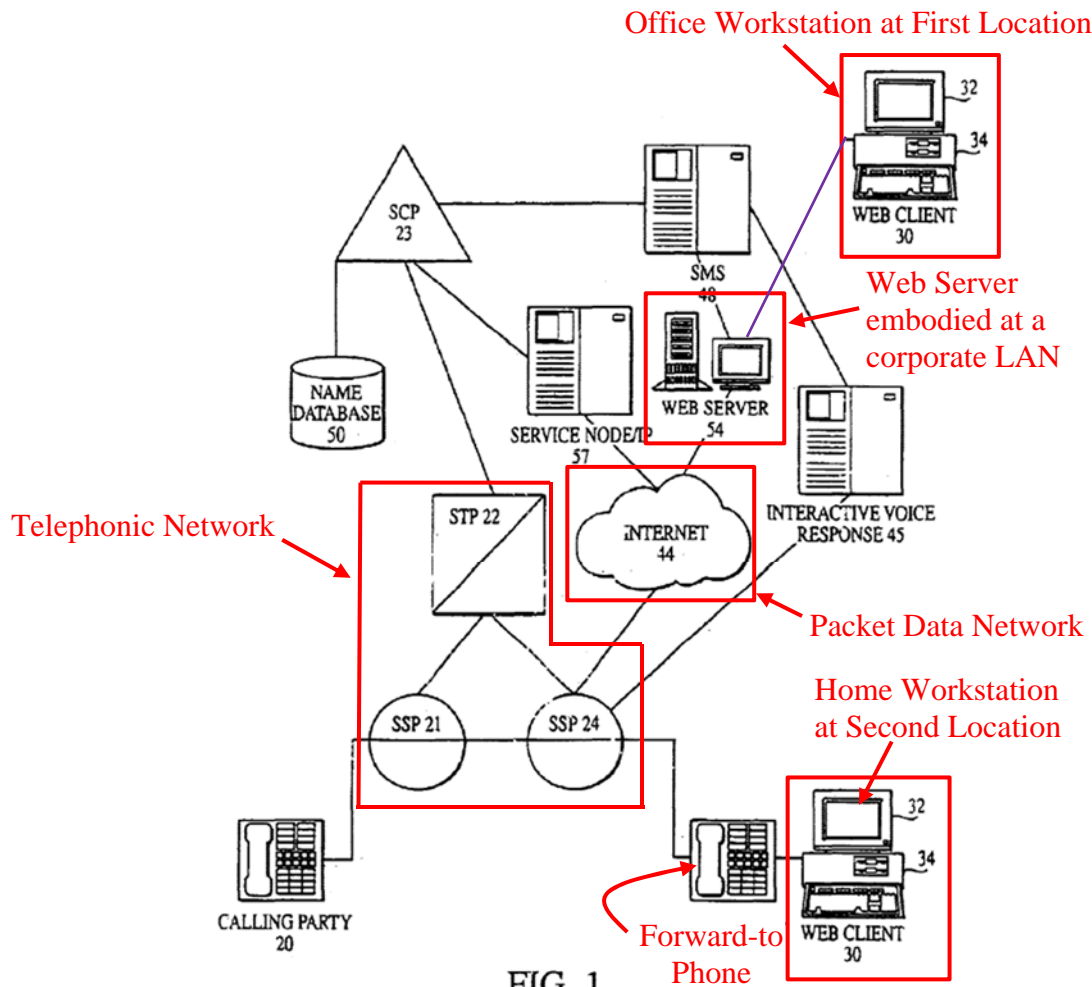 Office Workstation at First Location
32
34
WEB CLIENT
30
SCP
23
SMS
48
Web Server
embodied at a
corporate LAN
NAME
DATABASE
50
SERVICE NODE/IP
57
WEB SERVER
54
Telephonic Network
STP 22
INTERNET
44
INTERACTIVE VOICE
RESPONSE 45
Packet Data Network
Home Workstation
at Second Location
SSP 21
SSP 24
32
34
CALLING PARTY
20
Forward-to
Phone
WEB CLIENT
30
FIG. 1